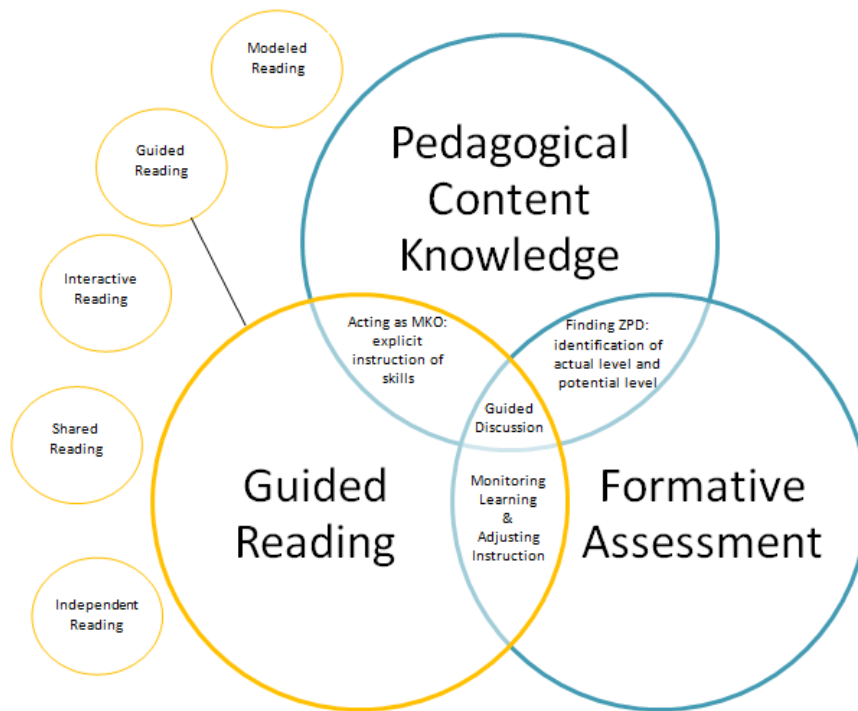 Modeled
Reading
Guided
Reading
Interactive
Reading
Shared
Reading
Independent
Reading
Pedagogical
Content
Knowledge
Acting as MKO:
explicit
instruction of
skills
Finding ZPD:
identification of
actual level and
potential level
Guided
Discussion
Monitoring
Learning
&
Adjusting
Instruction
Guided
Reading
Formative
Assessment